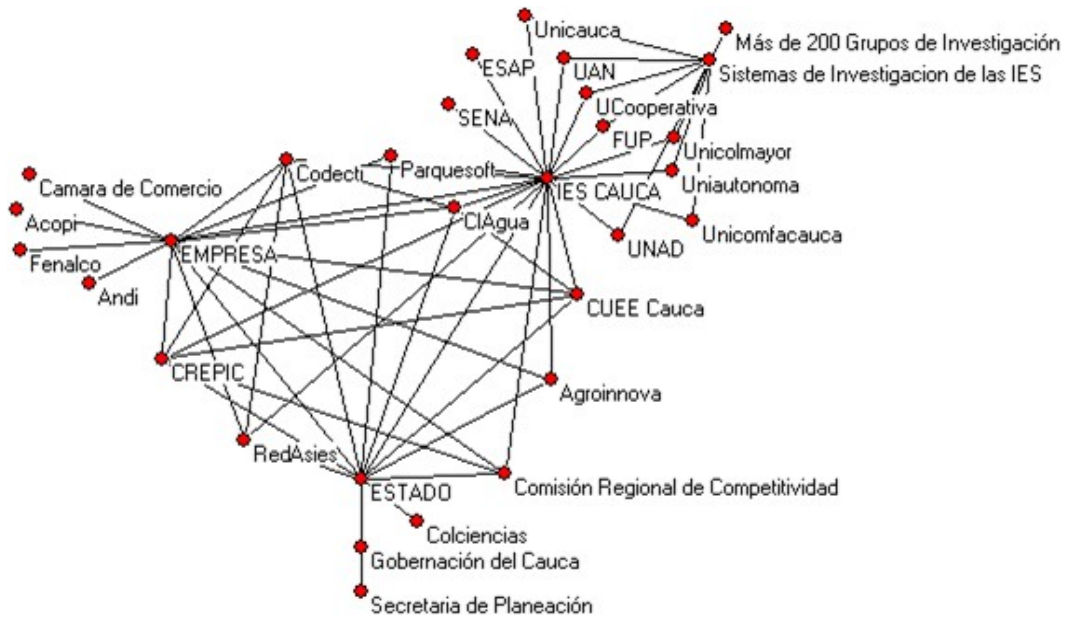 Unicauca
Más de 200 Grupos de Investigación
ESAP
UAN
Sistemas de Investigacion de las IES
SENA
UCooperativa
FUP
Unicolmayor
Codecti
Parquesoft
Camara de Comercio
IES CAUCA
Uniautonoma
Acopi
CIAgua
Unicomfacauca
Fenalco
EMPRESA
UNAD
Andi
CUEE Cauca
CREPIC
Agroinnova
RedAsies
ESTADO
Comisión Regional de Competitividad
Colciencias
Gobernación del Cauca
Secretaria de Planeación